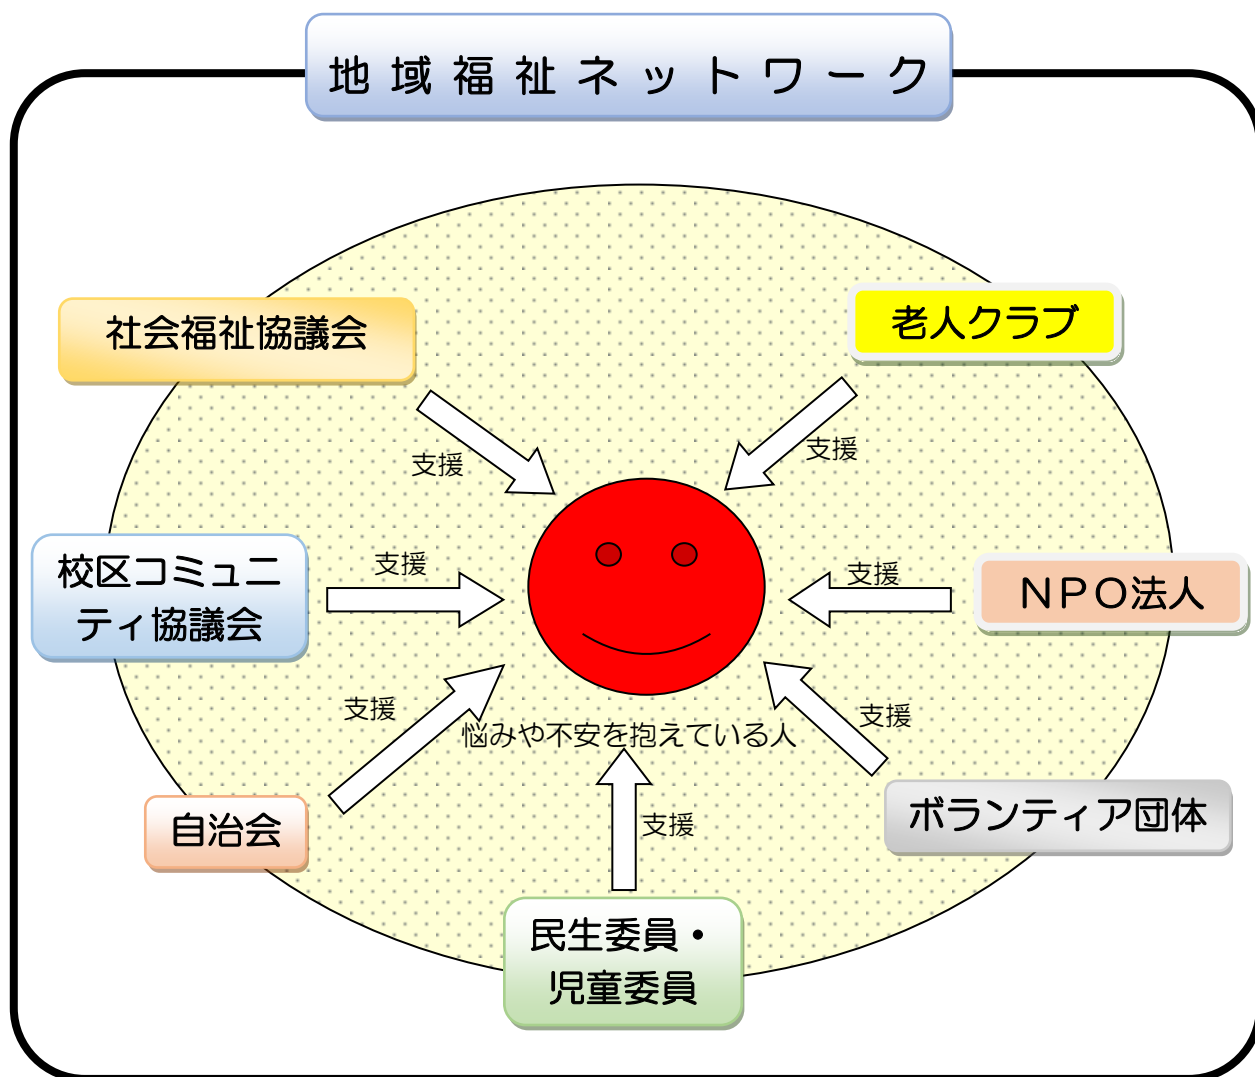 地域福祉ネットワーク
社会福祉協議会
老人クラブ
支援
支援
校区コミュニ
ティ協議会
支援
支援
NPO法人
支援
支援
悩みや不安を抱えている人
自治会
ボランティア団体
支援
民生委員・
児童委員